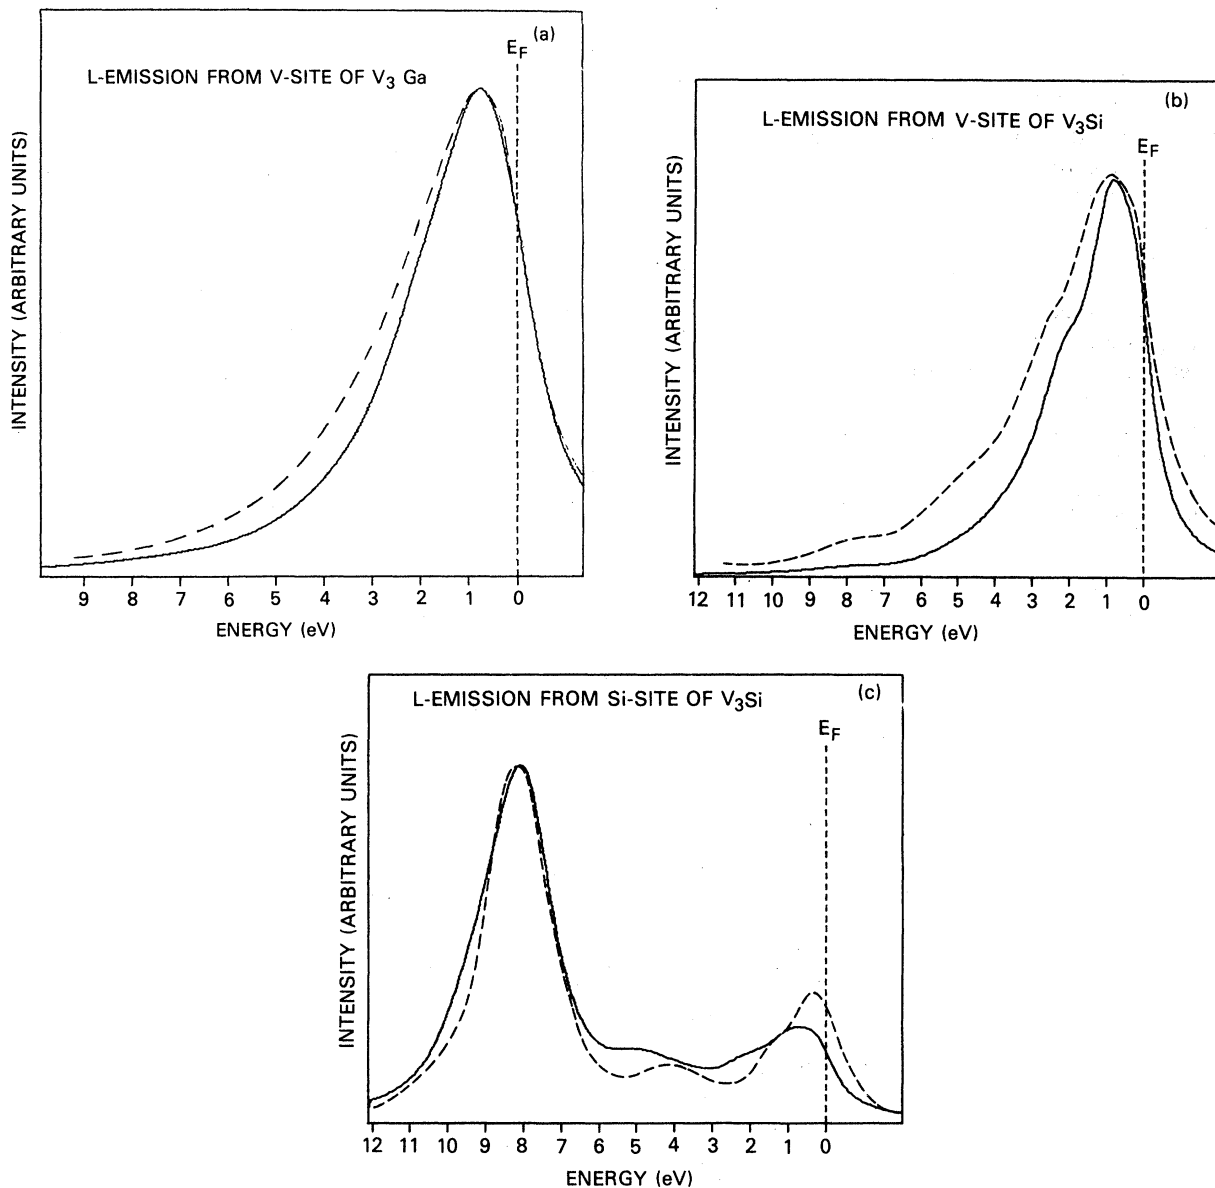 (a)
E_F
L-EMISSION FROM V-SITE OF V₃ Ga
INTENSITY (ARBITRARY UNITS)
9 8 7 6 5 4 3 2 1 0
ENERGY (eV)
(b)
L-EMISSION FROM V-SITE OF V₃Si
E_F
INTENSITY (ARBITRARY UNITS)
12 11 10 9 8 7 6 5 4 3 2 1 0
ENERGY (eV)
L-EMISSION FROM Si-SITE OF V₃Si
(c)
E_F
INTENSITY (ARBITRARY UNITS)
12 11 10 9 8 7 6 5 4 3 2 1 0
ENERGY (eV)